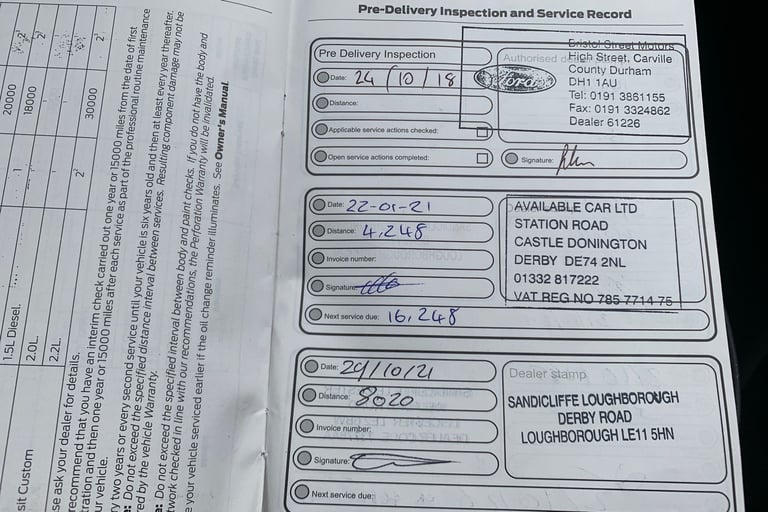 Pre-Delivery Inspection and Service Record
Pre Delivery Inspection
Date: 24/10/18
Distance:
Applicable service actions checked:
Open service actions completed:
Authorised
Bristol Street Motors
High Street, Carville
County Durham
DH1 1AU
Tel: 0191 3861155
Fax: 0191 3324862
Dealer 61226
Ford
Signature:
Date: 22-01-21
Distance: 4,248
Invoice number:
Signature:
Next service due: 16,248
AVAILABLE CAR LTD
STATION ROAD
CASTLE DONINGTON
DERBY DE74 2NL
01332 817222
VAT REG NO 785 7714 75
Date: 29/10/21
Distance: 8020
Invoice number:
Signature:
Next service due:
Dealer stamp
SANDICLIFFE LOUGHBOROUGH
DERBY ROAD
LOUGHBOROUGH LE11 5HN
20000
18000
30000
1.5L Diesel.
2.0L
2.2L
sit Custom
se ask your dealer for details.
recommend that you have an interim check carried out one year or 15000 miles from the date of first
ration and then one year or 15000 miles after each service as part of the professional routine maintenance
ur vehicle.
ry two years or every second service until your vehicle is six years old and then at least every year thereafter.
Do not exceed the specified distance interval between services. Resulting component damage may not be
red by the vehicle Warranty.
Do not exceed the specified interval between body and paint checks. If you do not have the body and
twork checked in line with our recommendations, the Perforation Warranty will be invalidated.
e your vehicle serviced earlier if the oil change reminder illuminates. See Owner's Manual.